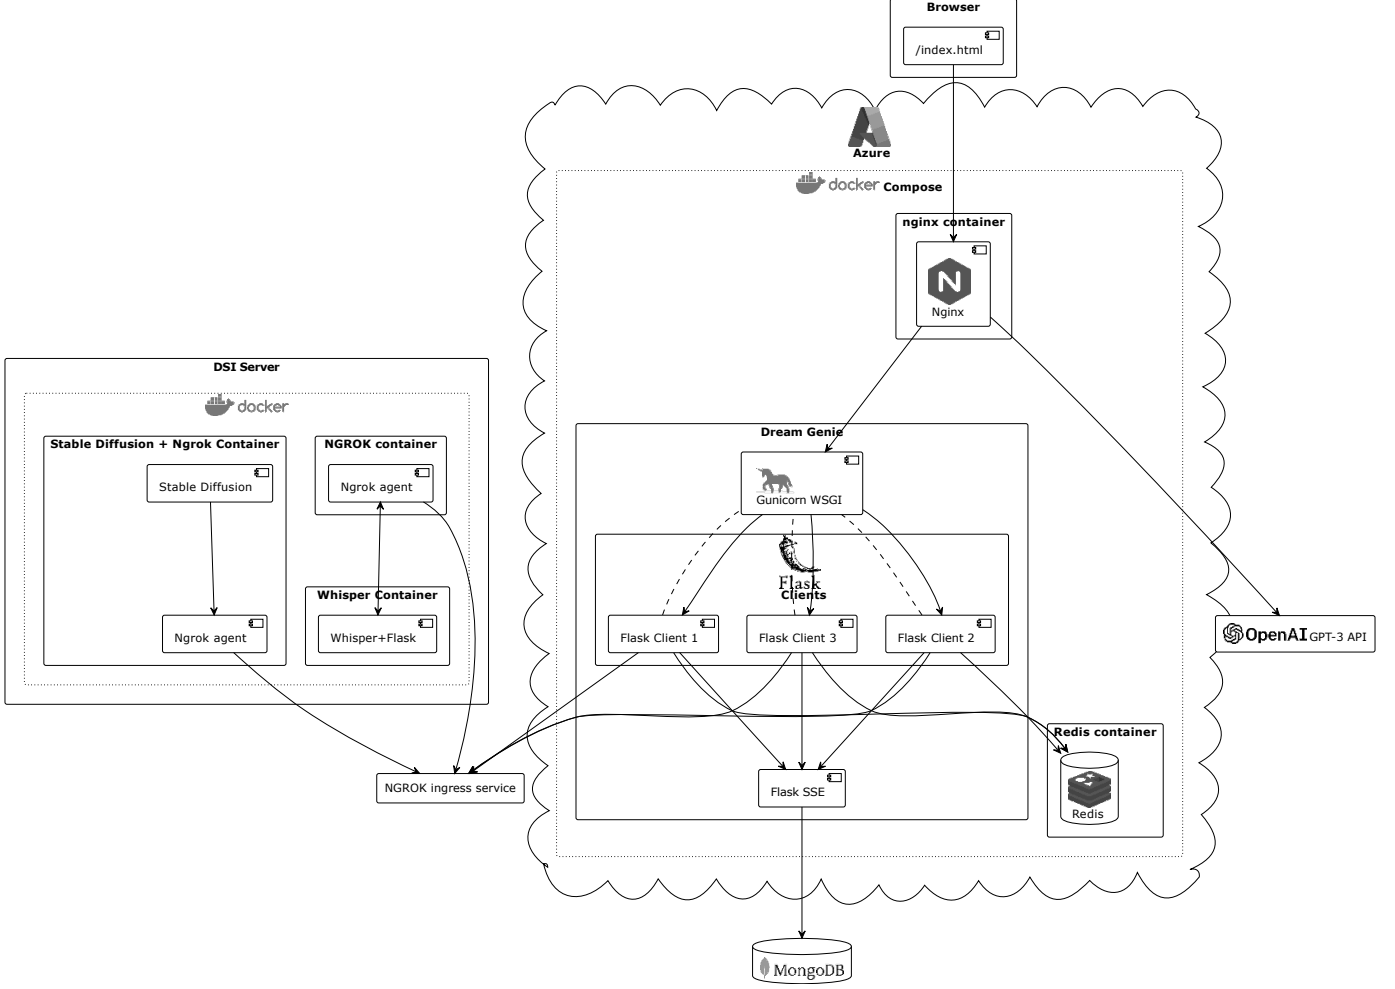 Browser
/index.html
Azure
docker Compose
nginx container
N
Nginx
DSI Server
docker
Stable Diffusion + Ngrok Container
NGROK container
Stable Diffusion
Ngrok agent
Whisper Container
Ngrok agent
Whisper+Flask
Dream Genie
Gunicorn WSGI
Flask
Clients
Flask Client 1
Flask Client 3
Flask Client 2
OpenAI GPT-3 API
NGROK ingress service
Flask SSE
Redis container
Redis
MongoDB